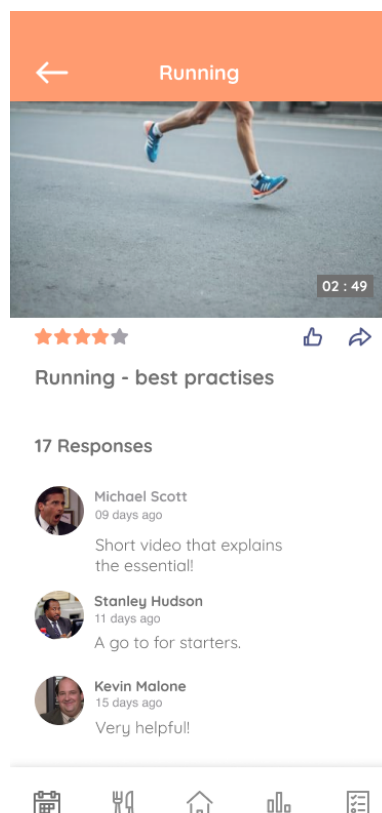 Running
02 : 49
Running - best practises
17 Responses
Michael Scott
09 days ago
Short video that explains
the essential!
Stanley Hudson
11 days ago
A go to for starters.
Kevin Malone
15 days ago
Very helpful!